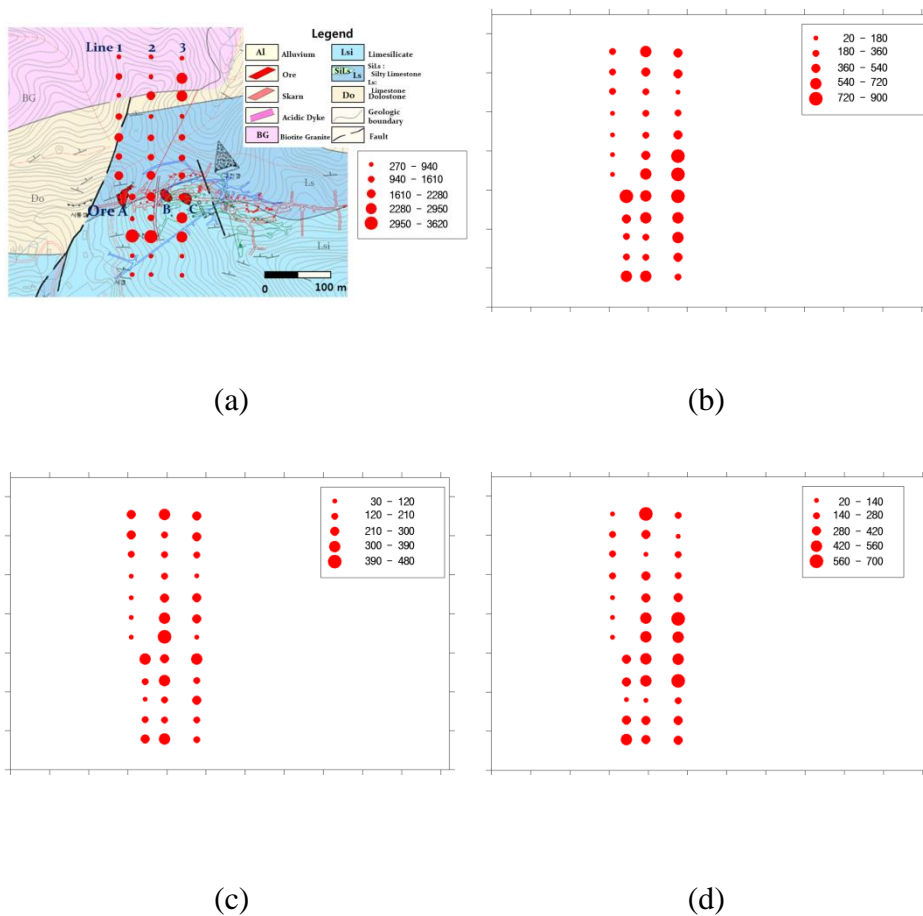 Legend
Line 1 2 3
Al Alluvium
Lsi Limesilicate
Ore
SiLs Ls
SiLs :
Silty Limestone
Ls:
Limestone
Skarn
Do Dolostone
Acidic Dyke
Geologic
boundary
BG Biotite Granite
Fault
BG
Do
Ls
Ore A B C
Lsi
0 100 m
270 - 940
940 - 1610
1610 - 2280
2280 - 2950
2950 - 3620
(a)
20 - 180
180 - 360
360 - 540
540 - 720
720 - 900
(b)
30 - 120
120 - 210
210 - 300
300 - 390
390 - 480
(c)
20 - 140
140 - 280
280 - 420
420 - 560
560 - 700
(d)